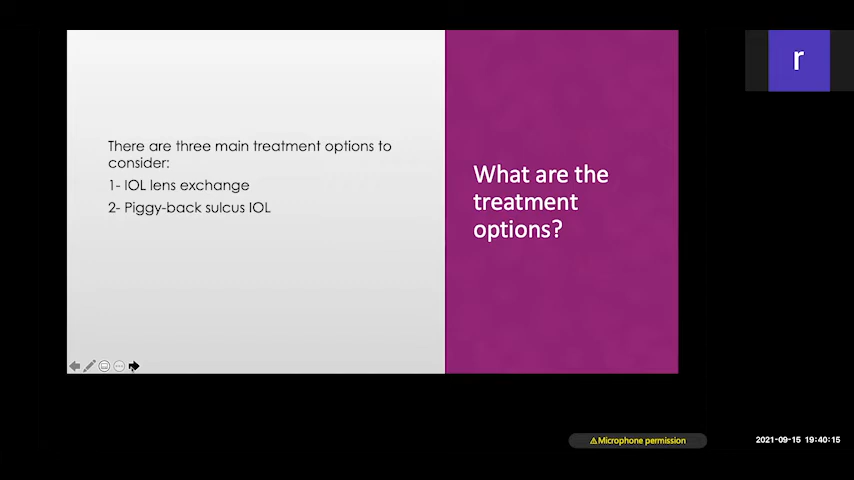 There are three main treatment options to
consider:
1- IOL lens exchange
2- Piggy-back sulcus IOL
What are the
treatment
options?
r
⚠Microphone permission
2021-09-15 19:40:15